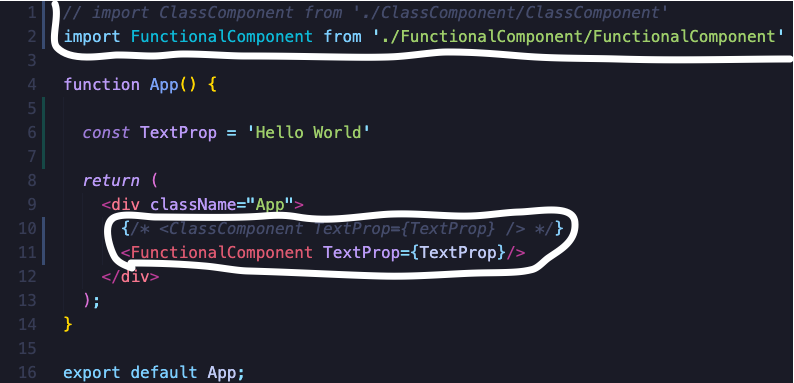 1 // import ClassComponent from './ClassComponent/ClassComponent'
2 import FunctionalComponent from './FunctionalComponent/FunctionalComponent'
3
4 function App() {
5
6 const TextProp = 'Hello World'
7
8 return (
9 <div className="App">
10 {/* <ClassComponent TextProp={TextProp} /> */}
11 <FunctionalComponent TextProp={TextProp}/>
12 </div>
13 );
14 }
15
16 export default App;